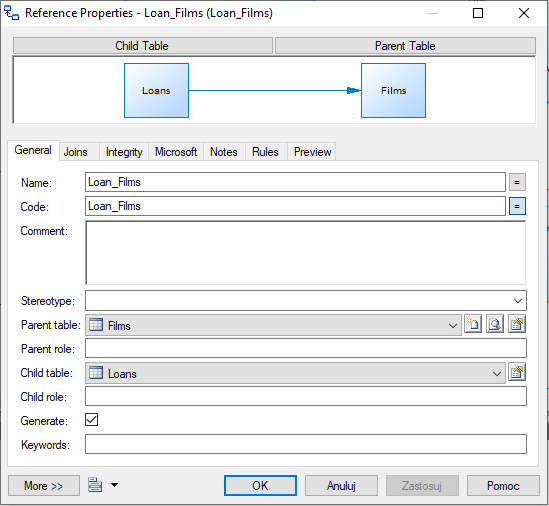 Reference Properties - Loan_Films (Loan_Films)
Child Table
Parent Table
Loans
Films
General
Joins
Integrity
Microsoft
Notes
Rules
Preview
Name:
Loan_Films
=
Code:
Loan_Films
=
Comment:
Stereotype:
Parent table:
Films
Parent role:
Child table:
Loans
Child role:
Generate:
Keywords:
More >>
OK
Anuluj
Zastosuj
Pomoc